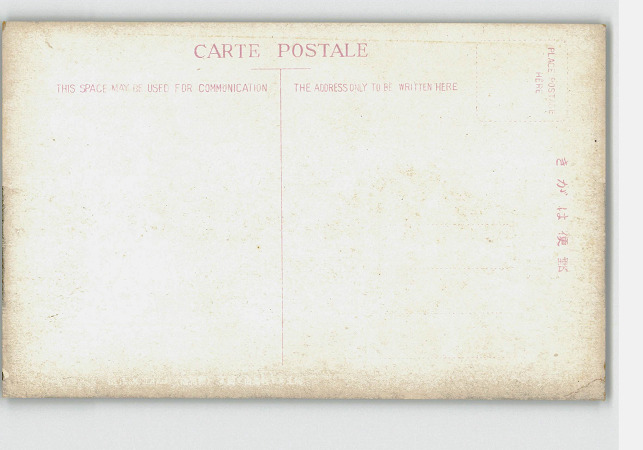 CARTE POSTALE
THIS SPACE MAY BE USED FOR COMMUNICATION
THE ADDRESS ONLY TO BE WRITTEN HERE
PLACE POSTAGE
HERE
きがは便郵